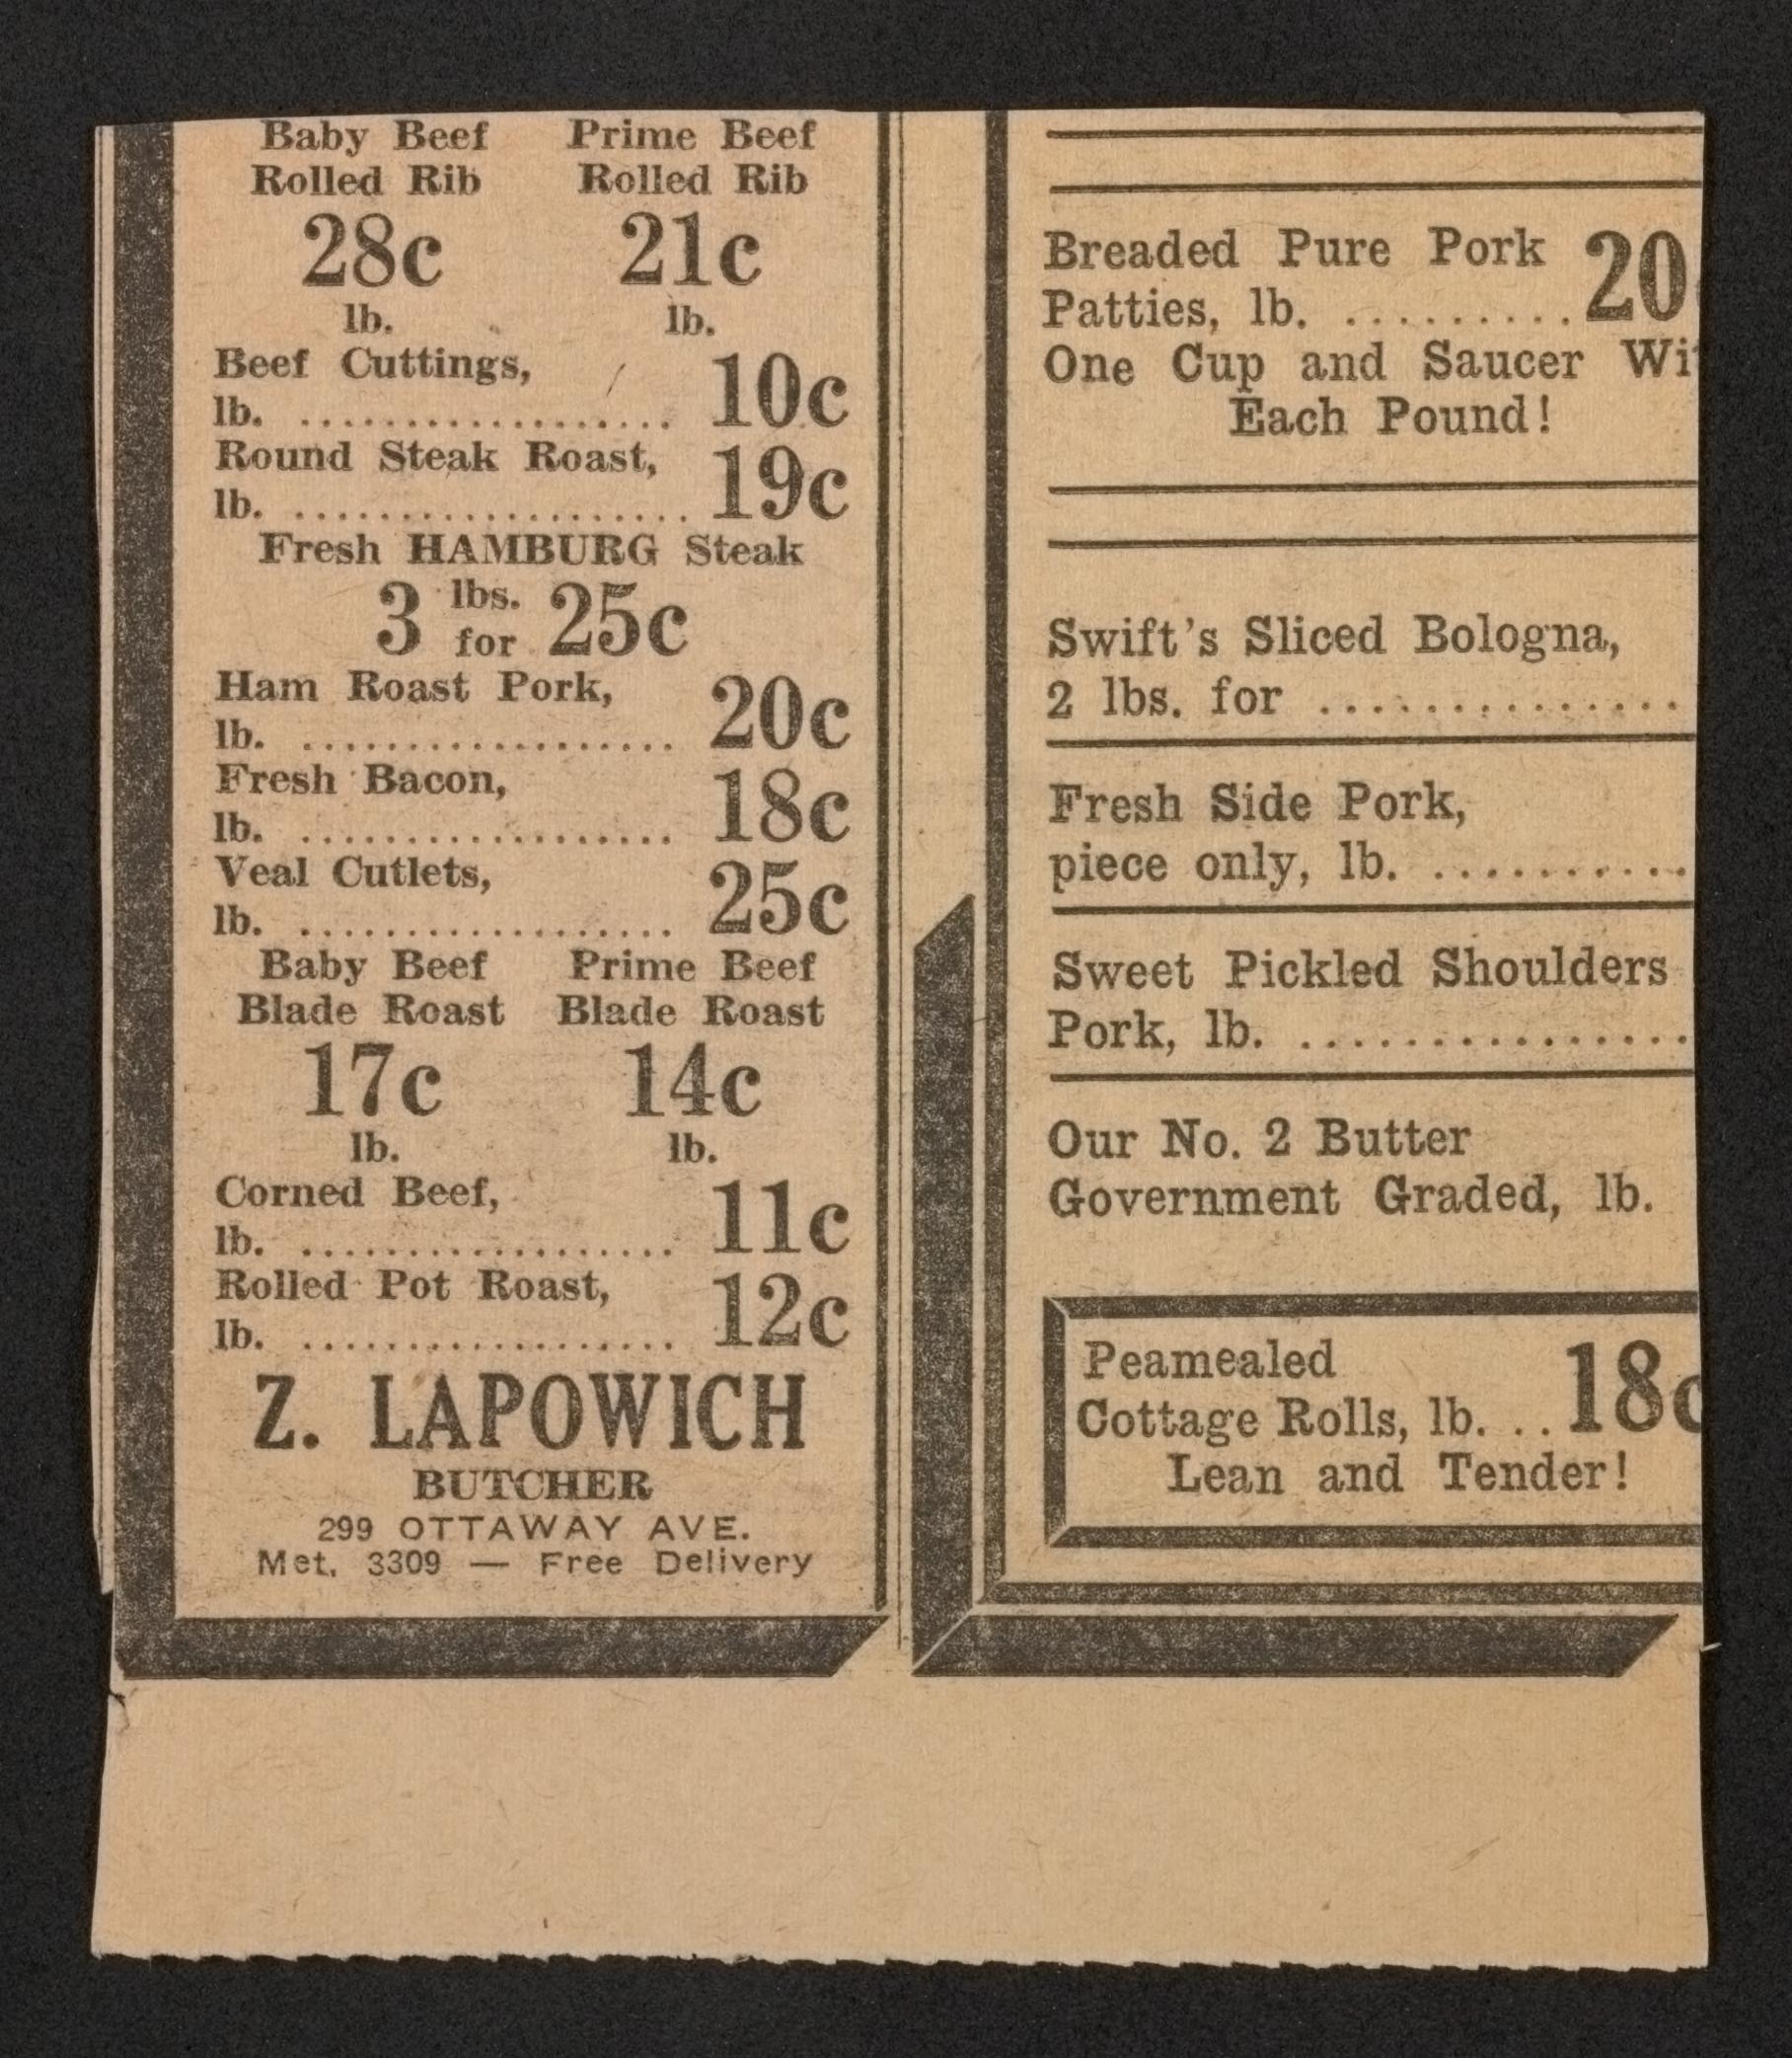 Baby Beef Prime Beef
Rolled Rib Rolled Rib
28c 21c
lb. lb.
Beef Cuttings,
lb. .................. 10c
Round Steak Roast,
lb. .................. 19c
Fresh HAMBURG Steak
3 lbs. for 25c
Ham Roast Pork,
lb. .................. 20c
Fresh Bacon,
lb. .................. 18c
Veal Cutlets,
lb. .................. 25c
Baby Beef Prime Beef
Blade Roast Blade Roast
17c 14c
lb. lb.
Corned Beef,
lb. .................. 11c
Rolled Pot Roast,
lb. .................. 12c
Z. LAPOWICH
BUTCHER
299 OTTAWAY AVE.
Met. 3309 — Free Delivery
Breaded Pure Pork
Patties, lb. ......... 20
One Cup and Saucer Wi
Each Pound!
Swift's Sliced Bologna,
2 lbs. for ..............
Fresh Side Pork,
piece only, lb. ..........
Sweet Pickled Shoulders
Pork, lb. ...............
Our No. 2 Butter
Government Graded, lb.
Peamealed
Cottage Rolls, lb. ... 18c
Lean and Tender!